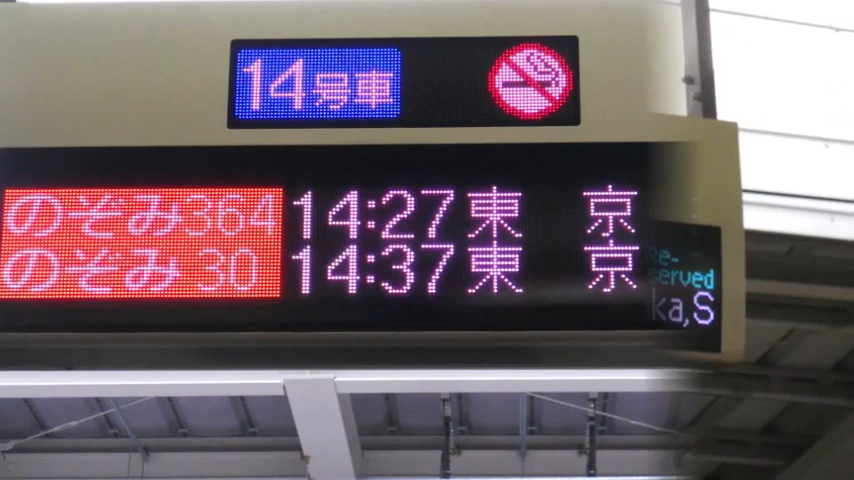 14号車
のぞみ364 14:27 東 京
のぞみ 30 14:37 東 京
Re-
served
ka,S